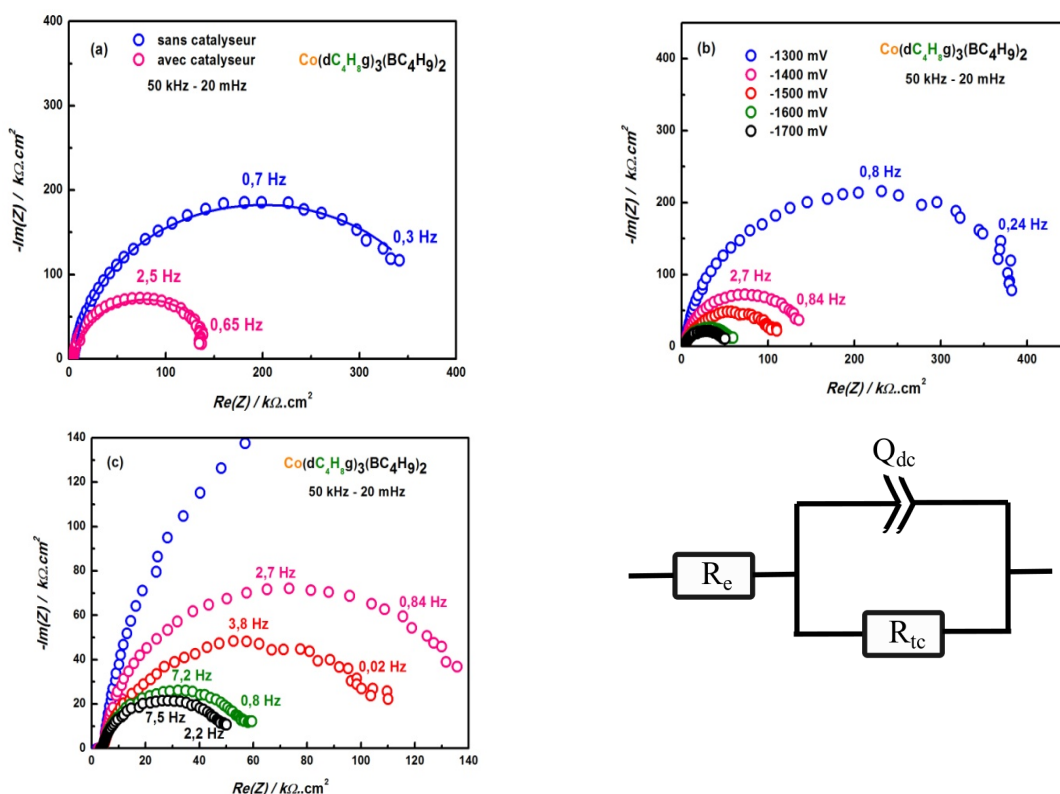 (a)
sans catalyseur
avec catalyseur
Co(dC4H8g)3(BC4H9)2
50 kHz - 20 mHz
0,7 Hz
0,3 Hz
2,5 Hz
0,65 Hz
400
300
200
100
0
0 100 200 300 400
-Im(Z) / kΩ.cm²
Re(Z) / kΩ..cm²
(b)
-1300 mV
-1400 mV
-1500 mV
-1600 mV
-1700 mV
Co(dC4H8g)3(BC4H9)2
50 kHz - 20 mHz
0,8 Hz
0,24 Hz
2,7 Hz
0,84 Hz
400
300
200
100
0
0 100 200 300 400
-Im(Z) / kΩ.cm²
Re(Z) / kΩ..cm²
(c)
Co(dC4H8g)3(BC4H9)2
50 kHz - 20 mHz
2,7 Hz
0,84 Hz
3,8 Hz
0,02 Hz
7,2 Hz
0,8 Hz
7,5 Hz
2,2 Hz
140
120
100
80
60
40
20
0
0 20 40 60 80 100 120 140
-Im(Z) / kΩ.cm²
Re(Z) / kΩ..cm²
Qdc
Re
Rtc